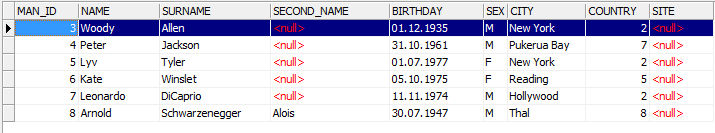 MAN_ID NAME SURNAME SECOND_NAME BIRTHDAY SEX CITY COUNTRY SITE
3 Woody Allen <null> 01.12.1935 M New York 2 <null>
4 Peter Jackson <null> 31.10.1961 M Pukerua Bay 7 <null>
5 Lyv Tyler <null> 01.07.1977 F New York 2 <null>
6 Kate Winslet <null> 05.10.1975 F Reading 5 <null>
7 Leonardo DiCaprio <null> 11.11.1974 M Hollywood 2 <null>
8 Arnold Schwarzenegger Alois 30.07.1947 M Thal 8 <null>